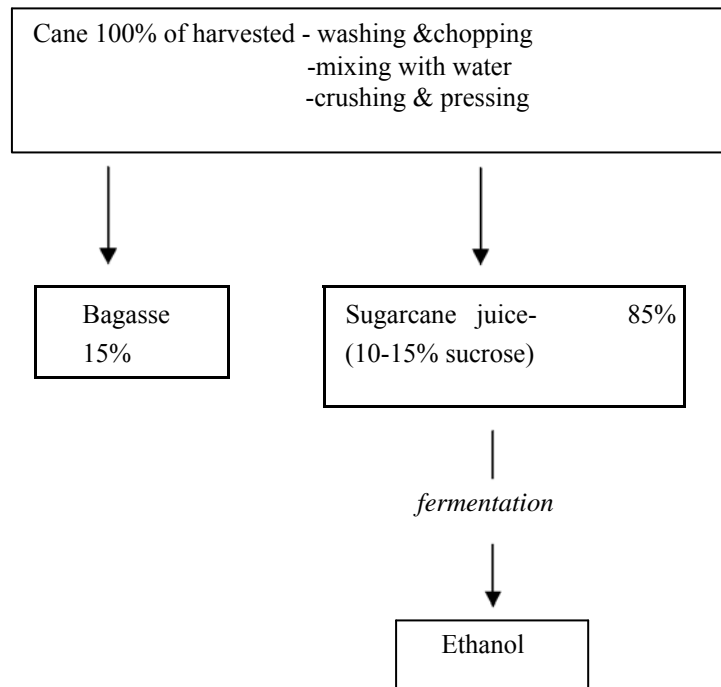 Cane 100% of harvested - washing &chopping
-mixing with water
-crushing & pressing
Bagasse
15%
Sugarcane juice- 85%
(10-15% sucrose)
fermentation
Ethanol